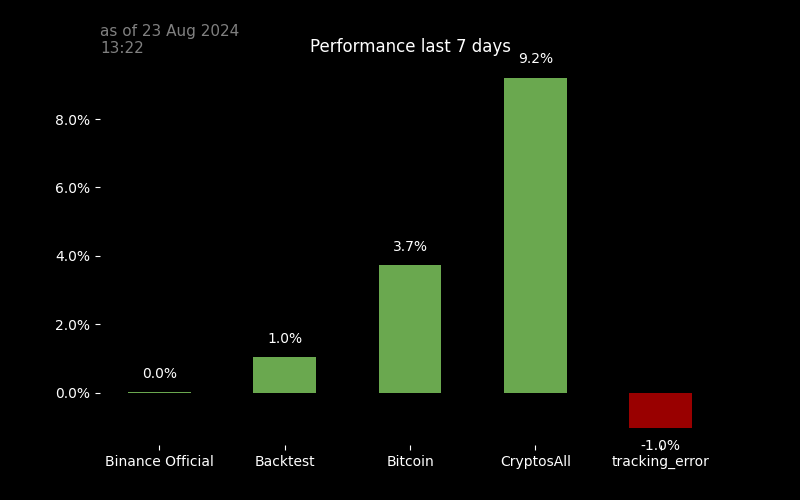 as of 23 Aug 2024
13:22
Performance last 7 days
9.2%
8.0%
6.0%
4.0%
3.7%
2.0%
1.0%
0.0%
0.0%
-1.0%
Binance Official
Backtest
Bitcoin
CryptosAll
tracking_error